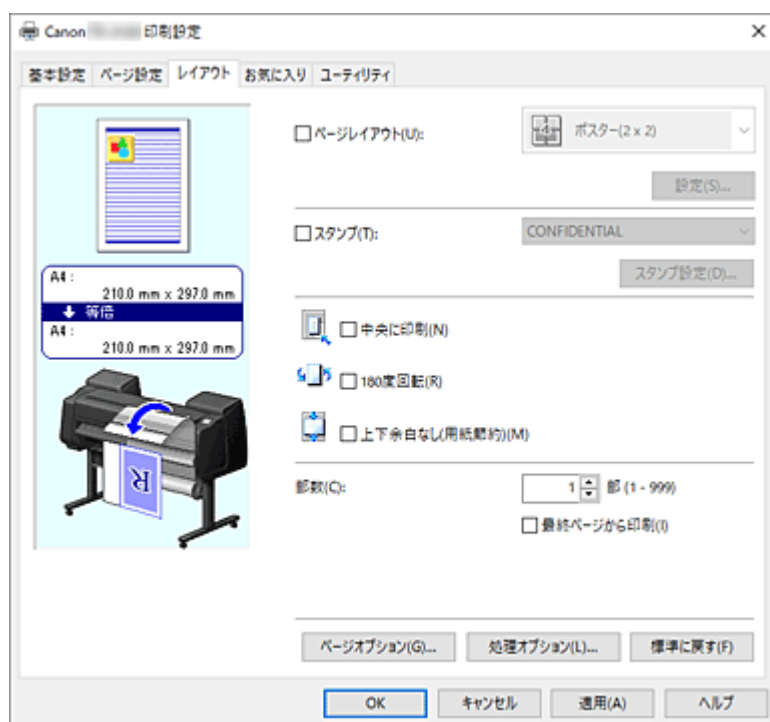 Canon 印刷設定
基本設定 ページ設定 レイアウト お気に入り ユーティリティ
ページレイアウト(U): ポスター(2 x 2)
設定(S)...
スタンプ(T): CONFIDENTIAL
スタンプ設定(D)...
A4 :
210.0 mm x 297.0 mm
等倍
A4 :
210.0 mm x 297.0 mm
中央に印刷(N)
180度回転(R)
上下余白なし(用紙節約)(M)
部数(C): 1 部 (1 - 999)
最終ページから印刷(I)
R
ページオプション(G)... 処理オプション(L)... 標準に戻す(F)
OK キャンセル 適用(A) ヘルプ